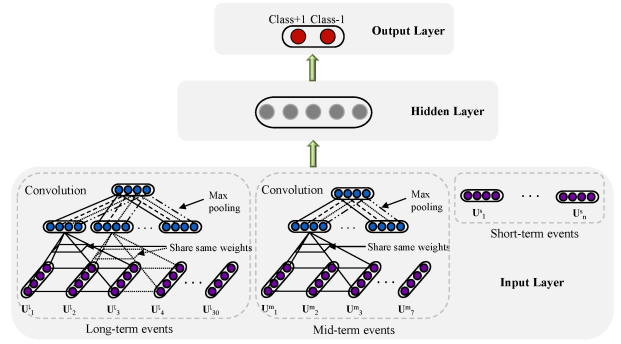 Class+1 Class-1
Output Layer
Hidden Layer
Convolution
Max
pooling
Share same weights
U^l_1 U^l_2 U^l_3 U^l_4 U^l_30
Long-term events
Convolution
Max
pooling
Share same weights
U^m_1 U^m_2 U^m_3 U^m_7
Mid-term events
. . .
U^s_1 U^s_n
Short-term events
Input Layer